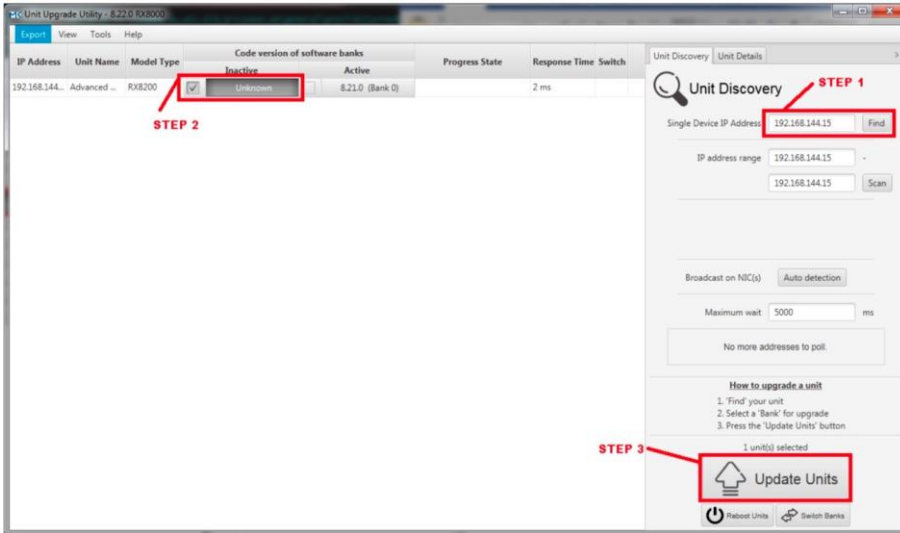 Unit Upgrade Utility - 8.22.0 RX8000
Export View Tools Help
IP Address Unit Name Model Type Code version of software banks Progress State Response Time Switch
Inactive Active
192.168.144... Advanced ... RX8200 Unknown 8.21.0 (Bank 0) 2 ms
STEP 2
Unit Discovery Unit Details
Unit Discovery
STEP 1
Single Device IP Address 192.168.144.15 Find
IP address range 192.168.144.15 -
192.168.144.15 Scan
Broadcast on NIC(s) Auto detection
Maximum wait 5000 ms
No more addresses to poll.
How to upgrade a unit
1. 'Find' your unit
2. Select a 'Bank' for upgrade
3. Press the 'Update Units' button
1 unit(s) selected
STEP 3
Update Units
Reboot Units Switch Banks